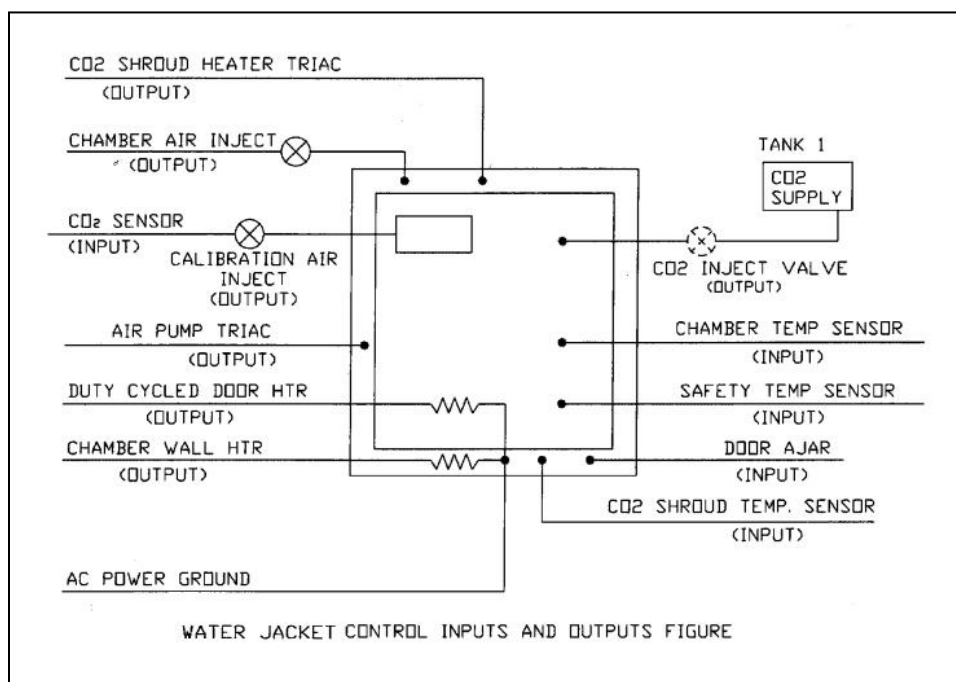 CO2 SHROUD HEATER TRIAC
(OUTPUT)
CHAMBER AIR INJECT
(OUTPUT)
TANK 1
CO2
SUPPLY
CO2 SENSOR
(INPUT)
CALIBRATION AIR
INJECT
(OUTPUT)
CO2 INJECT VALVE
(OUTPUT)
AIR PUMP TRIAC
(OUTPUT)
CHAMBER TEMP SENSOR
(INPUT)
DUTY CYCLED DOOR HTR
(OUTPUT)
SAFETY TEMP SENSOR
(INPUT)
CHAMBER WALL HTR
(OUTPUT)
DOOR AJAR
(INPUT)
CO2 SHROUD TEMP. SENSOR
(INPUT)
AC POWER GROUND
WATER JACKET CONTROL INPUTS AND OUTPUTS FIGURE